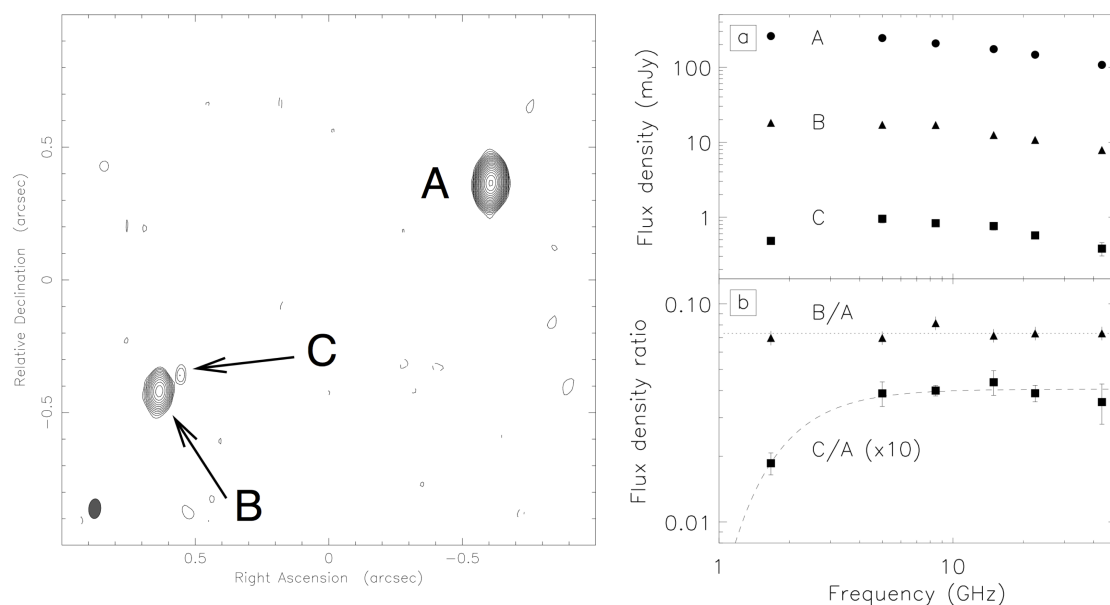 A
C
B
0.5
0
−0.5
Relative Declination (arcsec)
0.5
0
−0.5
Right Ascension (arcsec)
a
A
B
C
100
10
1
Flux density (mJy)
b
B/A
C/A (×10)
0.10
0.01
Flux density ratio
1
10
Frequency (GHz)